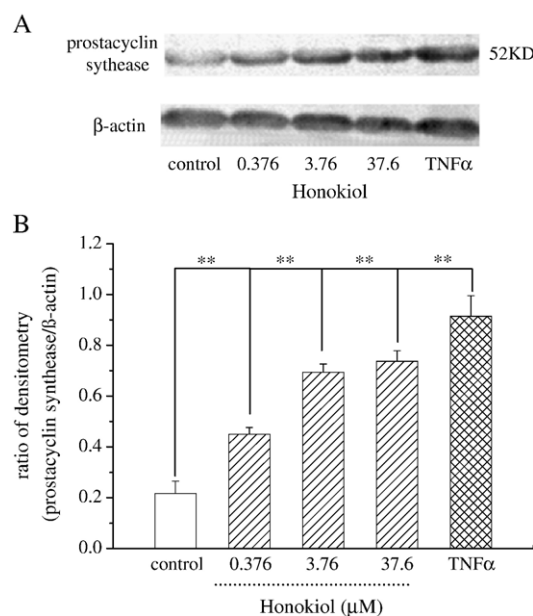 A
prostacyclin
sythease
52KD
β-actin
control 0.376 3.76 37.6 TNFα
Honokiol
B
ratio of densitometry
(prostacyclin synthease/ß-actin)
1.2
1.0
0.8
0.6
0.4
0.2
0.0
** ** ** **
control 0.376 3.76 37.6 TNFα
Honokiol (μM)